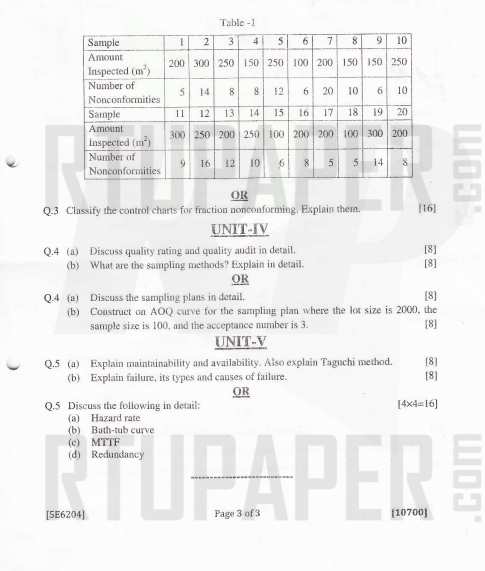 Table -1
Sample 1 2 3 4 5 6 7 8 9 10
Amount
Inspected (m²) 200 300 250 150 250 100 200 150 150 250
Number of
Nonconformities 5 14 8 8 12 6 20 10 6 10
Sample 11 12 13 14 15 16 17 18 19 20
Amount
Inspected (m²) 300 250 200 250 100 200 200 100 300 200
Number of
Nonconformities 9 16 12 10 6 8 5 5 14 8
OR
Q.3 Classify the control charts for fraction nonconforming. Explain them. [16]
UNIT-IV
Q.4 (a) Discuss quality rating and quality audit in detail. [8]
(b) What are the sampling methods? Explain in detail. [8]
OR
Q.4 (a) Discuss the sampling plans in detail. [8]
(b) Construct on AOQ curve for the sampling plan where the lot size is 2000, the
sample size is 100, and the acceptance number is 3. [8]
UNIT-V
Q.5 (a) Explain maintainability and availability. Also explain Taguchi method. [8]
(b) Explain failure, its types and causes of failure. [8]
OR
Q.5 Discuss the following in detail: [4×4=16]
(a) Hazard rate
(b) Bath-tub curve
(c) MTTF
(d) Redundancy
[5E6204] Page 3 of 3 [10700]
RTUPAPER.com
RTUPAPER.com